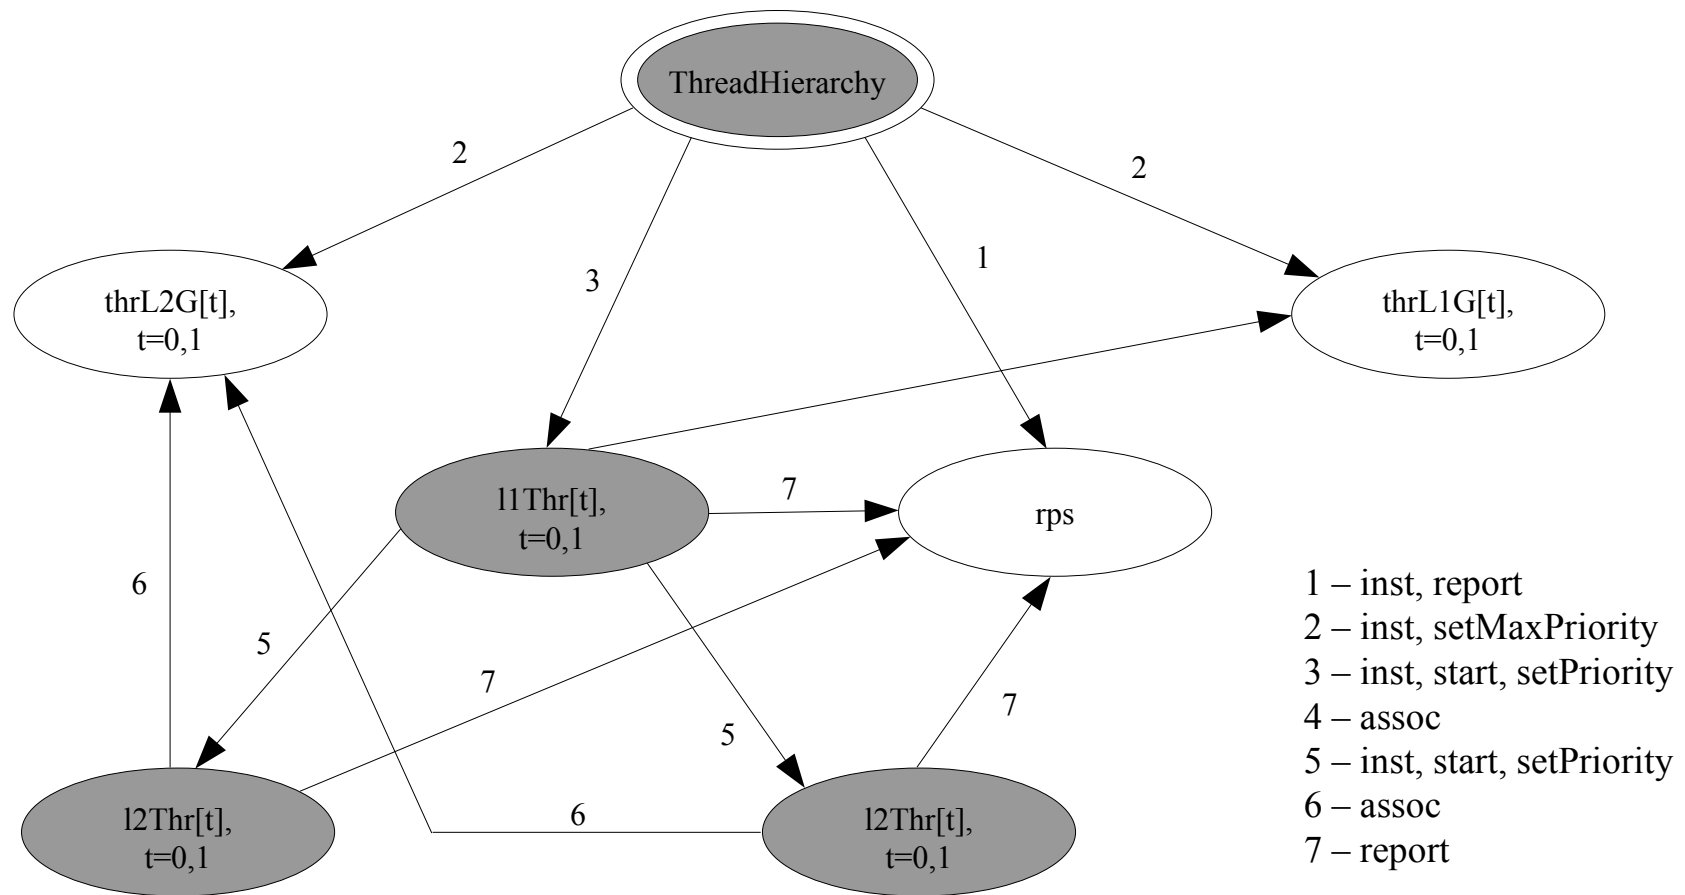 ThreadHierarchy
2
2
1
3
thrL2G[t],
t=0,1
thrL1G[t],
t=0,1
l1Thr[t],
t=0,1
7
rps
6
5
7
5
7
6
l2Thr[t],
t=0,1
l2Thr[t],
t=0,1
1 – inst, report
2 – inst, setMaxPriority
3 – inst, start, setPriority
4 – assoc
5 – inst, start, setPriority
6 – assoc
7 – report